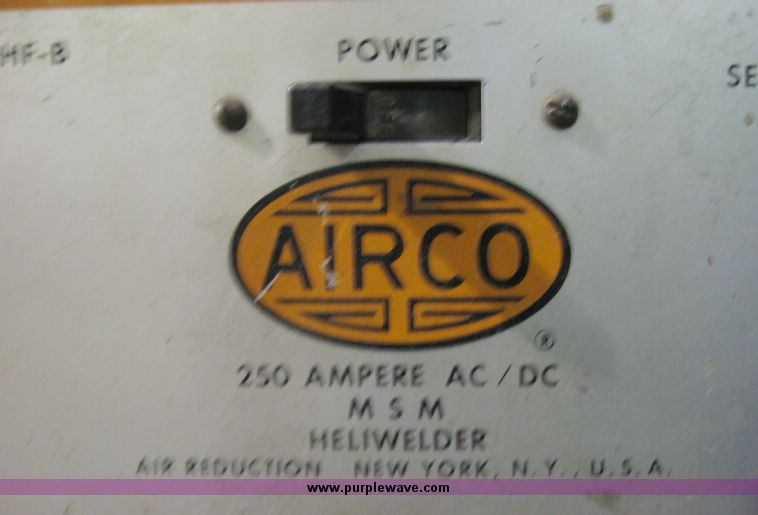 HF-B
POWER
SE
AIRCO
®
250 AMPERE AC/DC
M S M
HELIWELDER
AIR REDUCTION NEW YORK, N.Y., U.S.A.
www.purplewave.com